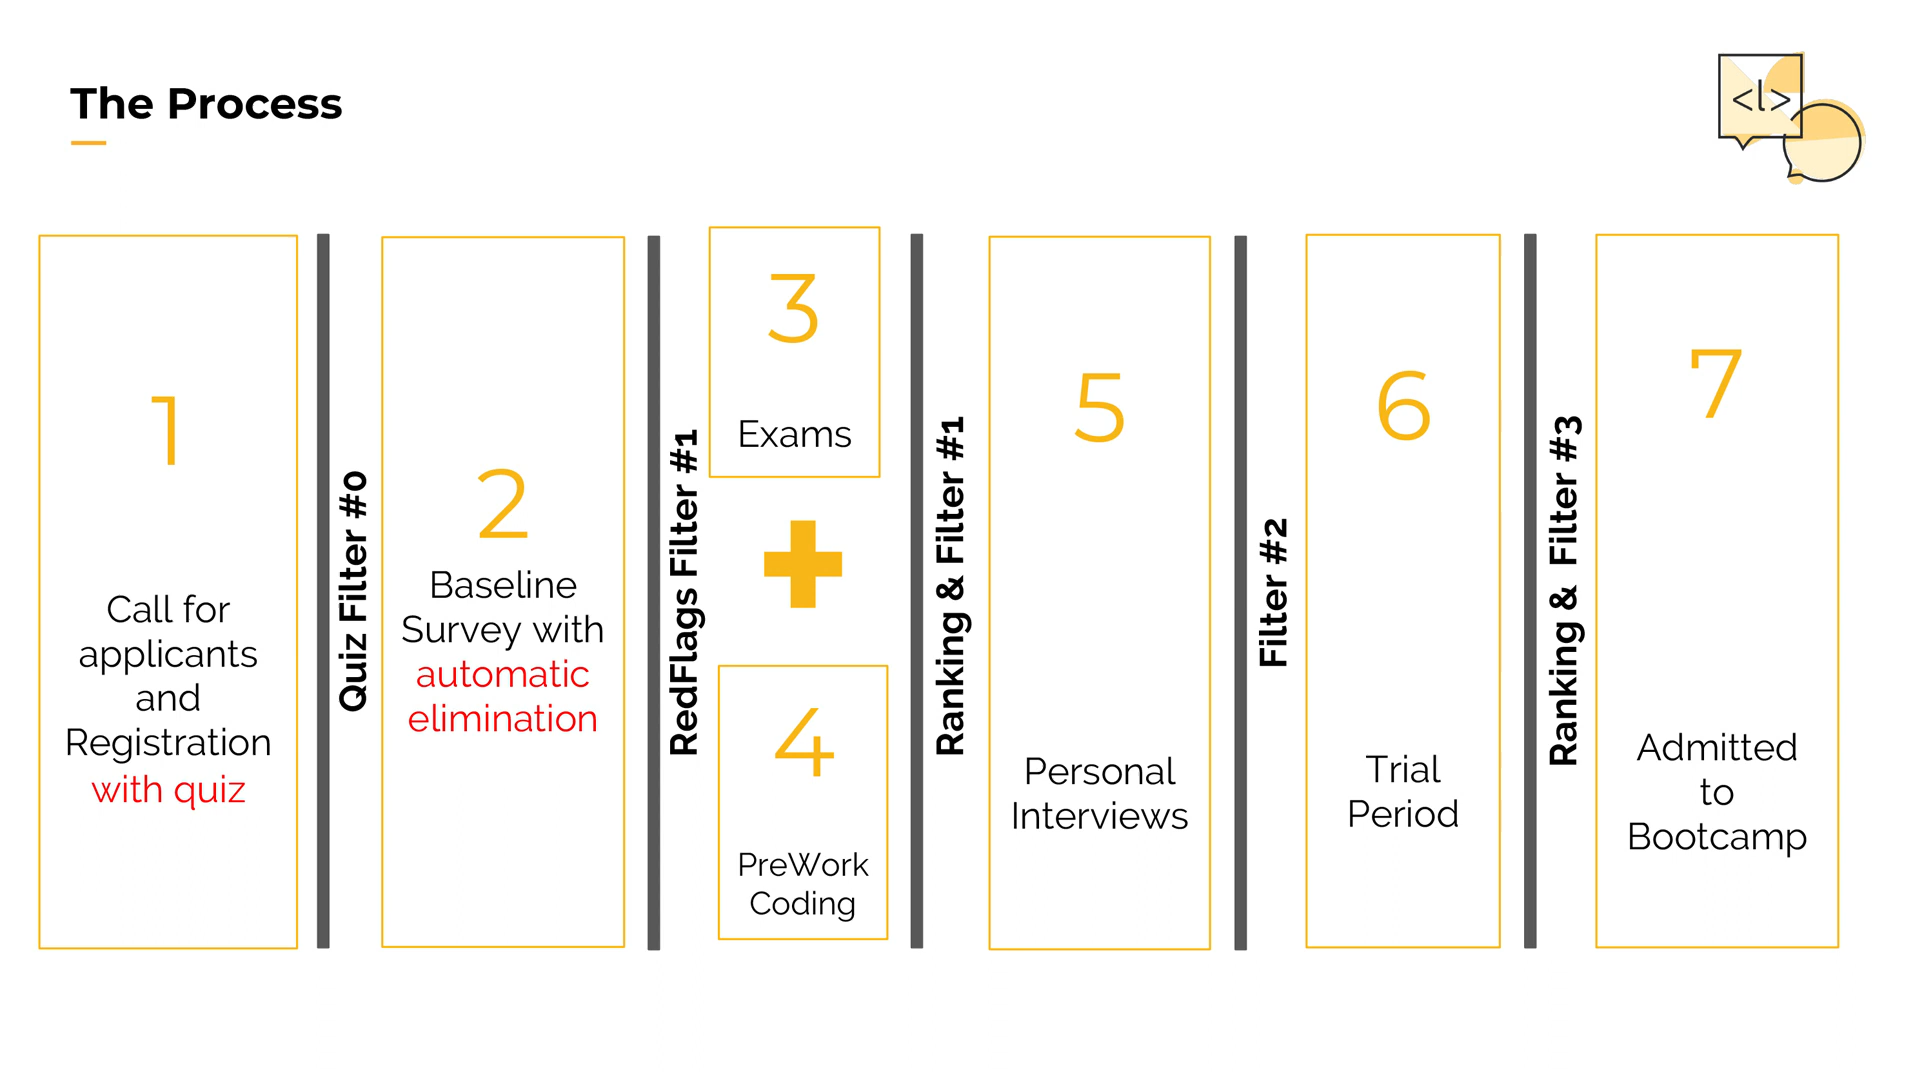 The Process
<l>
1
Call for
applicants
and
Registration
with quiz
Quiz Filter #0
2
Baseline
Survey with
automatic
elimination
RedFlags Filter #1
3
Exams
4
PreWork
Coding
Ranking & Filter #1
5
Personal
Interviews
Filter #2
6
Trial
Period
Ranking & Filter #3
7
Admitted
to
Bootcamp